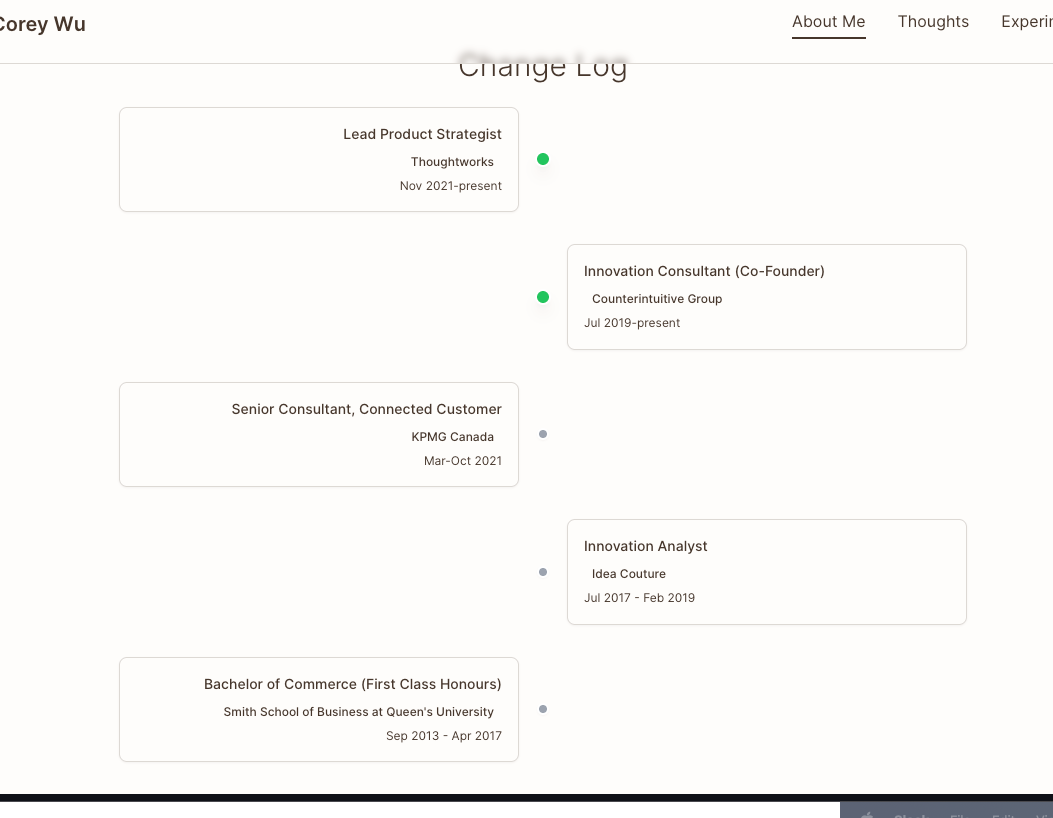 Corey Wu
About Me
Thoughts
Change Log
Lead Product Strategist
Thoughtworks
Nov 2021-present
Innovation Consultant (Co-Founder)
Counterintuitive Group
Jul 2019-present
Senior Consultant, Connected Customer
KPMG Canada
Mar-Oct 2021
Innovation Analyst
Idea Couture
Jul 2017 - Feb 2019
Bachelor of Commerce (First Class Honours)
Smith School of Business at Queen's University
Sep 2013 - Apr 2017